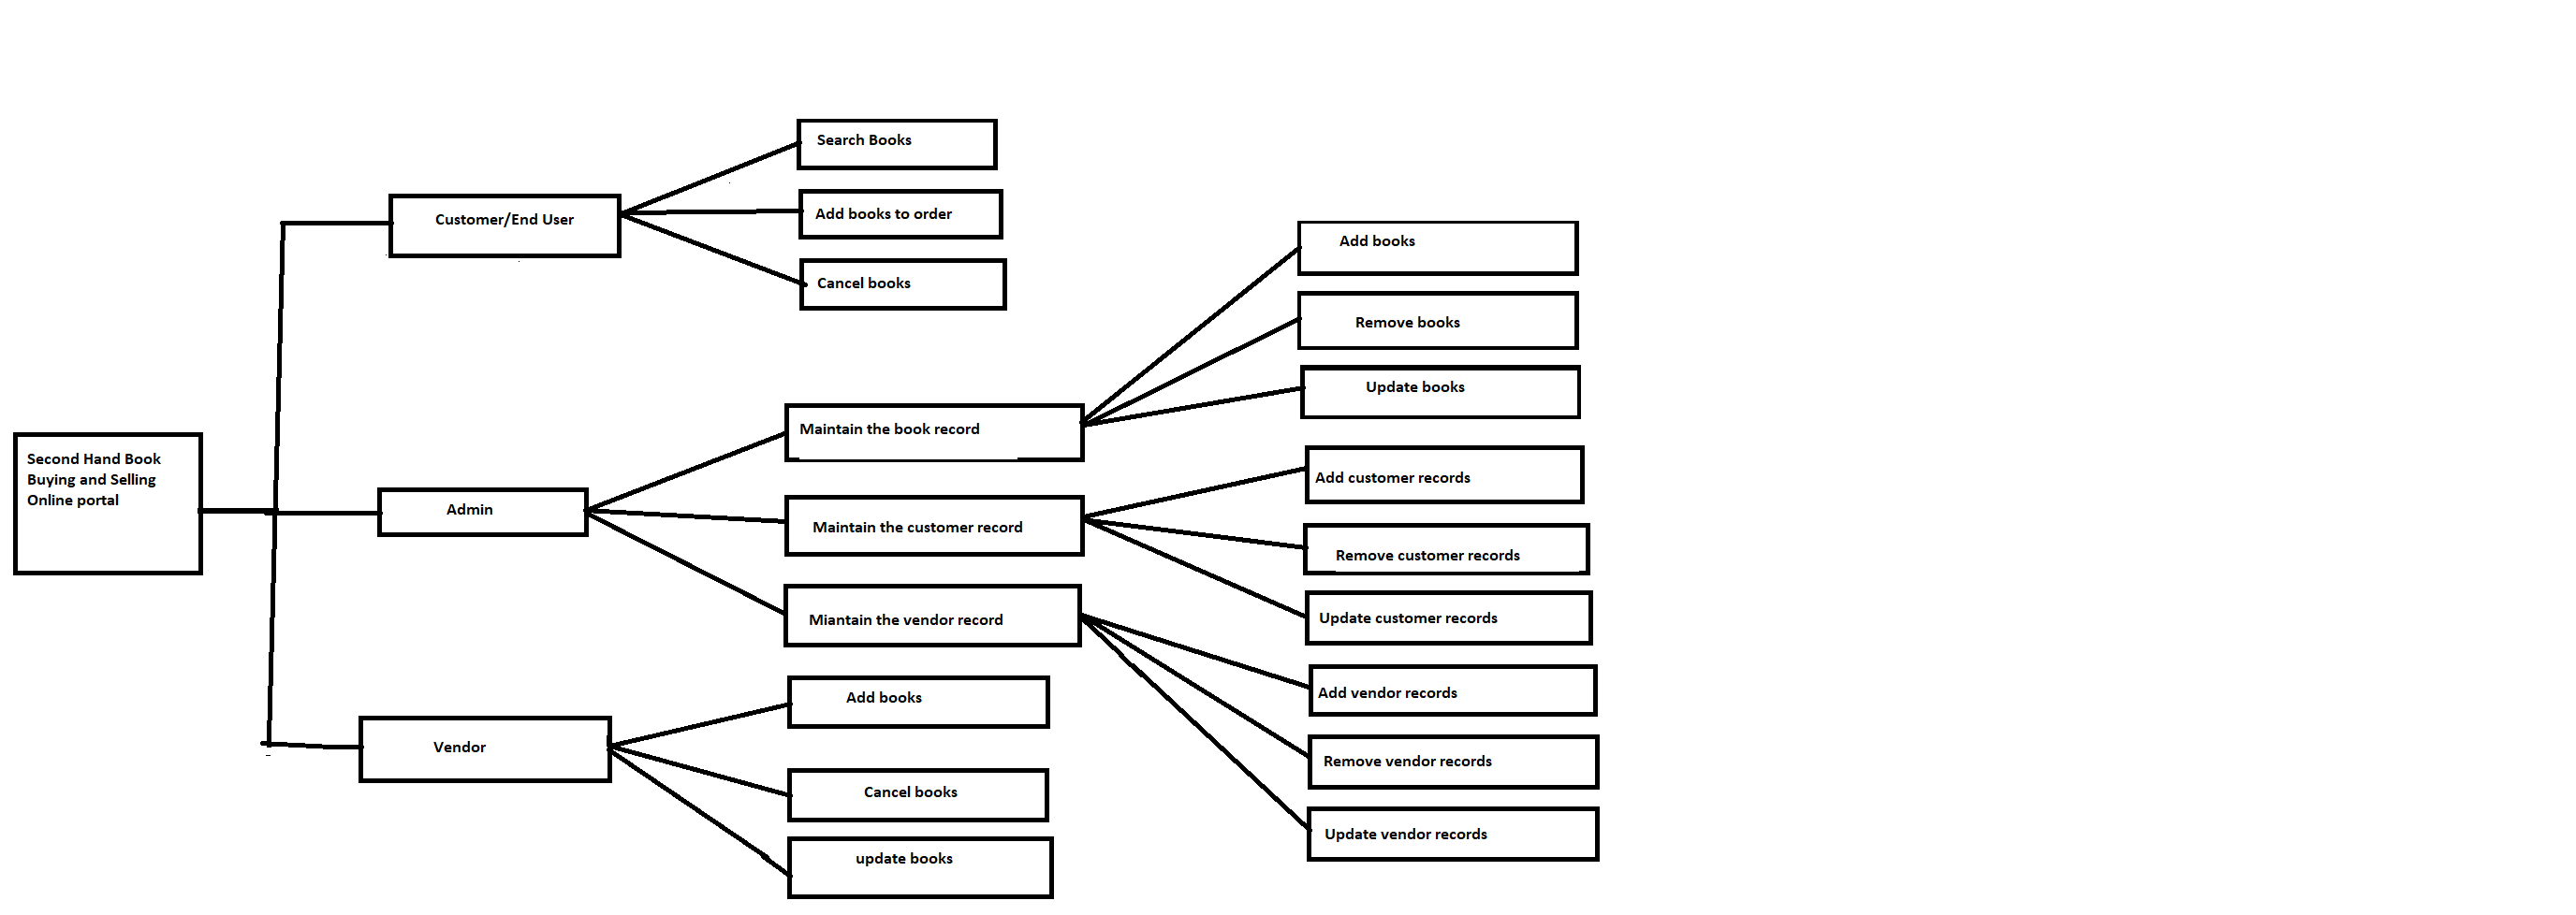 Search Books
Customer/End User
Add books to order
Cancel books
Add books
Remove books
Update books
Second Hand Book
Buying and Selling
Online portal
Admin
Maintain the book record
Maintain the customer record
Miantain the vendor record
Add customer records
Remove customer records
Update customer records
Add vendor records
Remove vendor records
Update vendor records
Vendor
Add books
Cancel books
update books